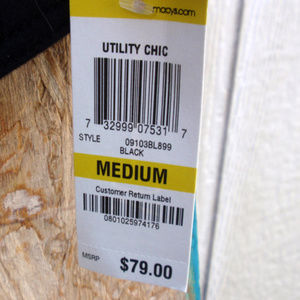 macys.com
UTILITY CHIC
7 32999 07531 7
STYLE 09103BL899
BLACK
MEDIUM
Customer Return Label
0801025974176
MSRP $79.00